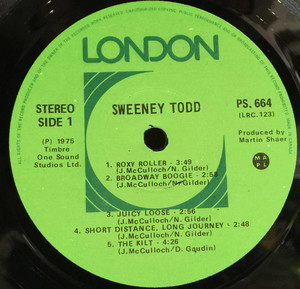 LONDON
STEREO
SIDE 1
SWEENEY TODD
PS. 664
(LRC.123)
(P) 1975
Timbre
One Sound
Studios Ltd.
Produced by
Martin Shaer
M A
P L
1. ROXY ROLLER - 3:49
(J.McCulloch/N. Gilder)
2. BROADWAY BOOGIE - 2:58
(J.McCulloch/N. Gilder)
3. JUICY LOOSE - 2:56
(J.McCulloch/N. Gilder)
4. SHORT DISTANCE, LONG JOURNEY - 2:48
(J.McCulloch/N. Gilder)
5. THE KILT - 4:26
(J.McCulloch/D. Gaudin)